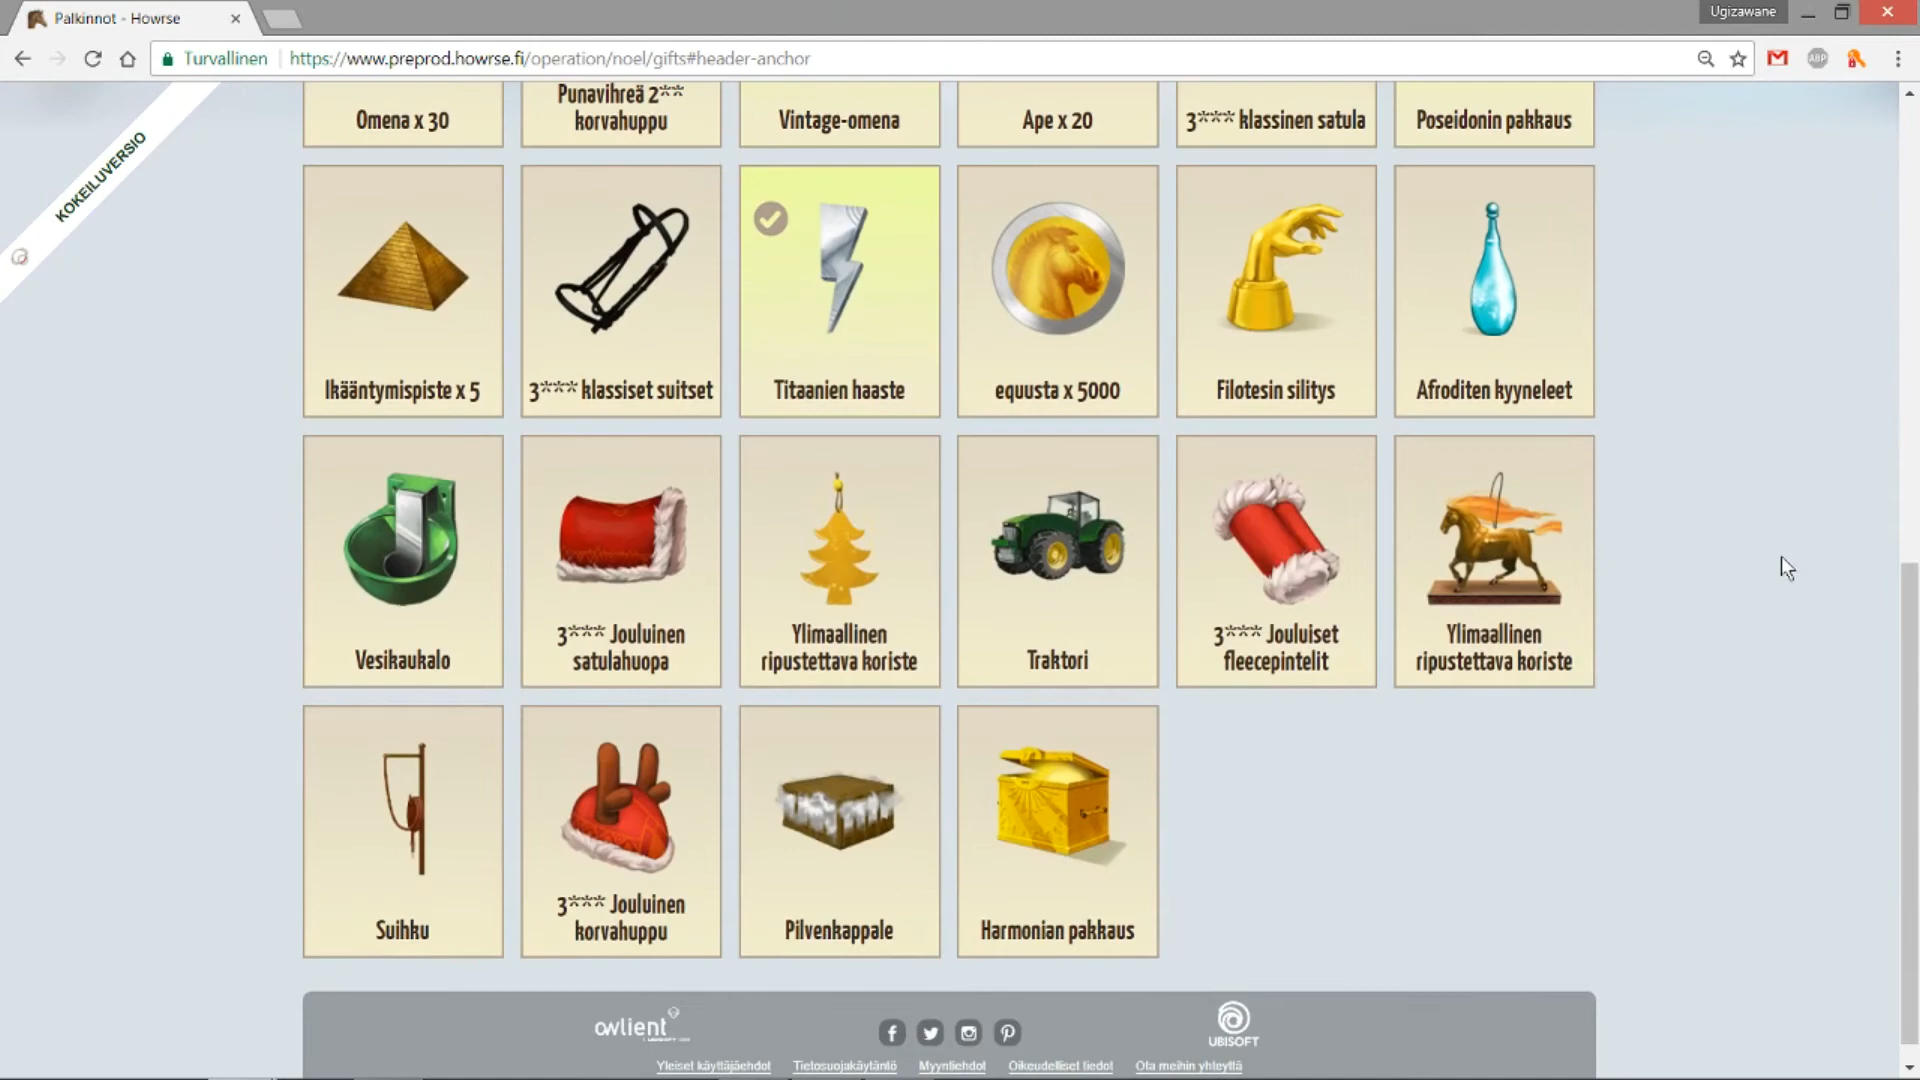 Palkinnot - Howrse
Ugizawane
Turvallinen
https://www.preprod.howrse.fi/operation/noel/gifts#header-anchor
ABP
KOKEILUVERSIO
Omena x 30
Punavihreä 2**
korvahuppu
Vintage-omena
Ape x 20
3*** klassinen satula
Poseidonin pakkaus
Ikääntymispiste x 5
3*** klassiset suitset
Titaanien haaste
equusta x 5000
Filotesin silitys
Afroditen kyyneleet
Vesikaukalo
3*** Jouluinen
satulahuopa
Ylimaallinen
ripustettava koriste
Traktori
3*** Jouluiset
fleecepintelit
Ylimaallinen
ripustettava koriste
Suihku
3*** Jouluinen
korvahuppu
Pilvenkappale
Harmonian pakkaus
owlient
UBISOFT
Yleiset käyttäjäehdot
Tietosuojakäytäntö
Myyntiehdot
Oikeudelliset tiedot
Ota meihin yhteyttä